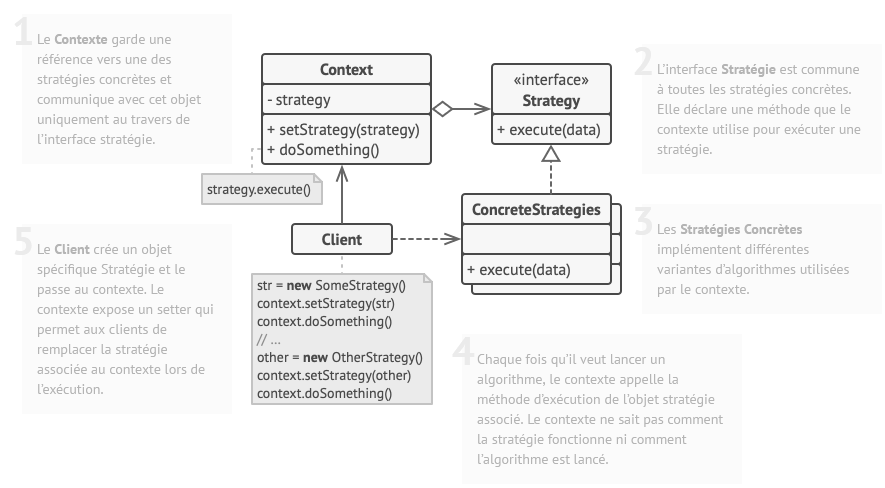 1
Le Contexte garde une
référence vers une des
stratégies concrètes et
communique avec cet objet
uniquement au travers de
l'interface stratégie.
Context
- strategy
+ setStrategy(strategy)
+ doSomething()
strategy.execute()
«interface»
Strategy
+ execute(data)
2
L'interface Stratégie est commune
à toutes les stratégies concrètes.
Elle déclare une méthode que le
contexte utilise pour exécuter une
stratégie.
Client
ConcreteStrategies
+ execute(data)
3
Les Stratégies Concrètes
implémentent différentes
variantes d'algorithmes utilisées
par le contexte.
5
Le Client crée un objet
spécifique Stratégie et le
passe au contexte. Le
contexte expose un setter qui
permet aux clients de
remplacer la stratégie
associée au contexte lors de
l'exécution.
str = new SomeStrategy()
context.setStrategy(str)
context.doSomething()
// ...
other = new OtherStrategy()
context.setStrategy(other)
context.doSomething()
4
Chaque fois qu'il veut lancer un
algorithme, le contexte appelle la
méthode d'exécution de l'objet stratégie
associé. Le contexte ne sait pas comment
la stratégie fonctionne ni comment
l'algorithme est lancé.